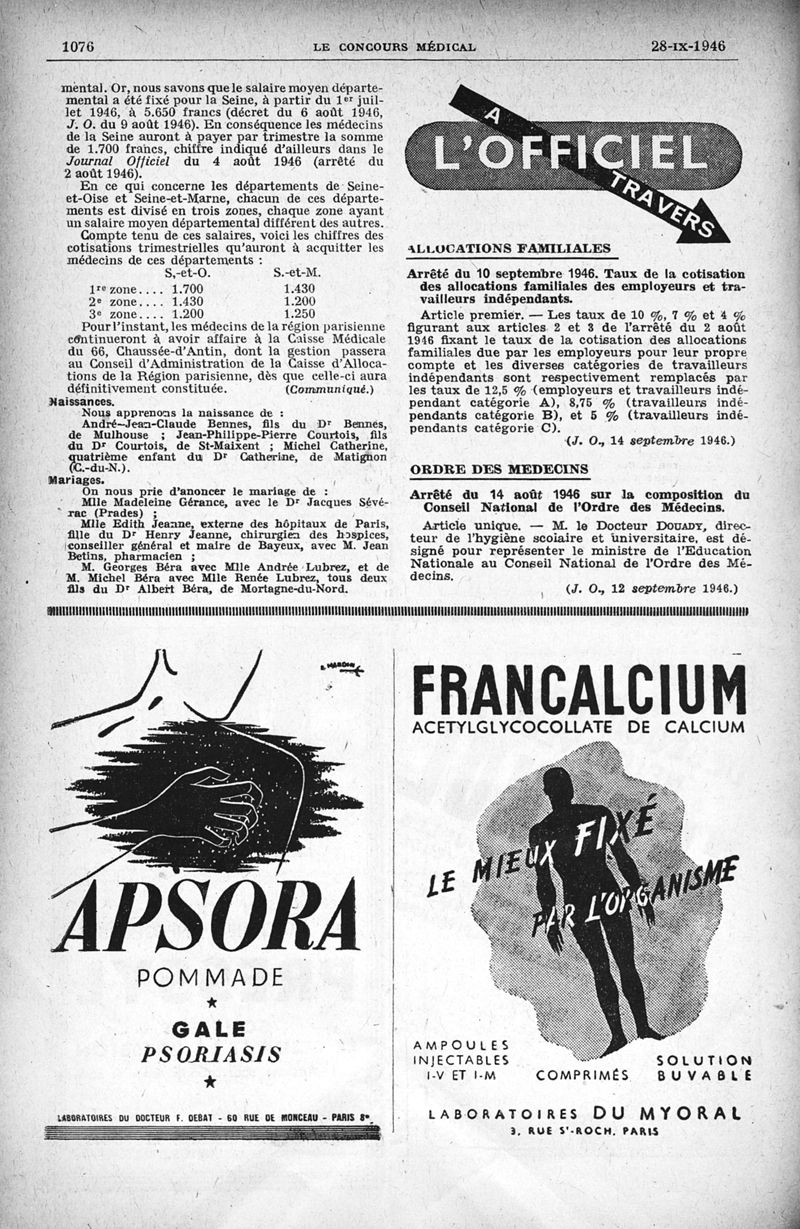 1076
LE CONCOURS MÉDICAL
28-IX-1946
mental. Or, nous savons que le salaire moyen départe-
mental a été fixé pour la Seine, à partir du 1er juil-
let 1946, à 5.650 francs (décret du 6 août 1946,
J. O. du 9 août 1946). En conséquence les médecins
de la Seine auront à payer par trimestre la somme
de 1.700 francs, chiffre indiqué d'ailleurs dans le
Journal Officiel du 4 août 1946 (arrêté du
2 août 1946).
En ce qui concerne les départements de Seine-
et-Oise et Seine-et-Marne, chacun de ces départe-
ments est divisé en trois zones, chaque zone ayant
un salaire moyen départemental différent des autres.
Compte tenu de ces salaires, voici les chiffres des
cotisations trimestrielles qu'auront à acquitter les
médecins de ces départements :
S,-et-O. S.-et-M.
1re zone.... 1.700 1.430
2e zone.... 1.430 1.200
3e zone.... 1.200 1.250
Pour l'instant, les médecins de la région parisienne
continueront à avoir affaire à la Caisse Médicale
du 66, Chaussée-d'Antin, dont la gestion passera
au Conseil d'Administration de la Caisse d'Alloca-
tions de la Région parisienne, dès que celle-ci aura
définitivement constituée. (Communiqué.)
Naissances.
Nous apprenons la naissance de :
André-Jean-Claude Bennes, fils du Dr Bennes,
de Mulhouse ; Jean-Philippe-Pierre Courtois, fils
du Dr Courtois, de St-Maixent ; Michel Catherine,
quatrième enfant du Dr Catherine, de Matignon
(C.-du-N.).
Mariages.
On nous prie d'anoncer le mariage de :
Mlle Madeleine Gérance, avec le Dr Jacques Sévé-
rac (Prades) ;
Mlle Edith Jeanne, externe des hôpitaux de Paris,
fille du Dr Henry Jeanne, chirurgien des hospices,
conseiller général et maire de Bayeux, avec M. Jean
Betins, pharmacien ;
M. Georges Béra avec Mlle Andrée Lubrez, et de
M. Michel Béra avec Mlle Renée Lubrez, tous deux
fils du Dr Albert Béra, de Mortagne-du-Nord.
A TRAVERS
L'OFFICIEL
ALLOCATIONS FAMILIALES
Arrêté du 10 septembre 1946. Taux de la cotisation
des allocations familiales des employeurs et tra-
vailleurs indépendants.
Article premier. — Les taux de 10 %, 7 % et 4 %
figurant aux articles 2 et 3 de l'arrêté du 2 août
1946 fixant le taux de la cotisation des allocations
familiales due par les employeurs pour leur propre
compte et les diverses catégories de travailleurs
indépendants sont respectivement remplacés par
les taux de 12,5 % (employeurs et travailleurs indé-
pendant catégorie A), 8,75 % (travailleurs indé-
pendants catégorie B), et 5 % (travailleurs indé-
pendants catégorie C).
(J. O., 14 septembre 1946.)
ORDRE DES MEDECINS
Arrêté du 14 août 1946 sur la composition du
Conseil National de l'Ordre des Médecins.
Article unique. — M. le Docteur DOUADY, direc-
teur de l'hygiène scolaire et universitaire, est dé-
signé pour représenter le ministre de l'Education
Nationale au Conseil National de l'Ordre des Mé-
decins.
(J. O., 12 septembre 1946.)
APSORA
POMMADE
GALE
PSORIASIS
LABORATOIRES DU DOCTEUR F. DEBAT - 60 RUE DE MONCEAU - PARIS 8e.
FRANCALCIUM
ACETYLGLYCOCOLLATE DE CALCIUM
LE MIEUX FIXÉ
PAR L'ORGANISME
AMPOULES
INJECTABLES
I-V ET I-M
COMPRIMÉS
SOLUTION
BUVABLE
LABORATOIRES DU MYORAL
3, RUE St-ROCH, PARIS